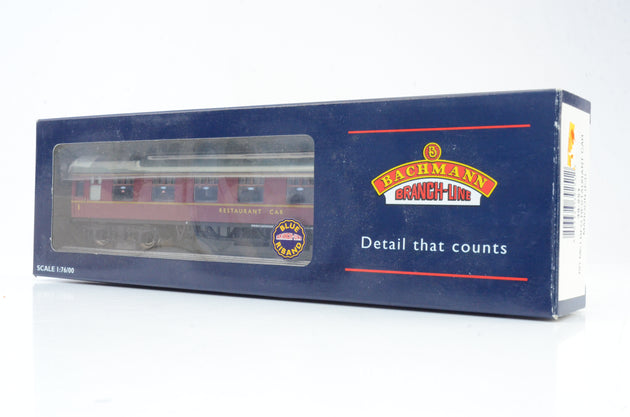 RESTAURANT CAR
BLUE
RIBAND
SCALE 1:76/00
B
BACHMANN
BRANCH-LINE
Detail that counts